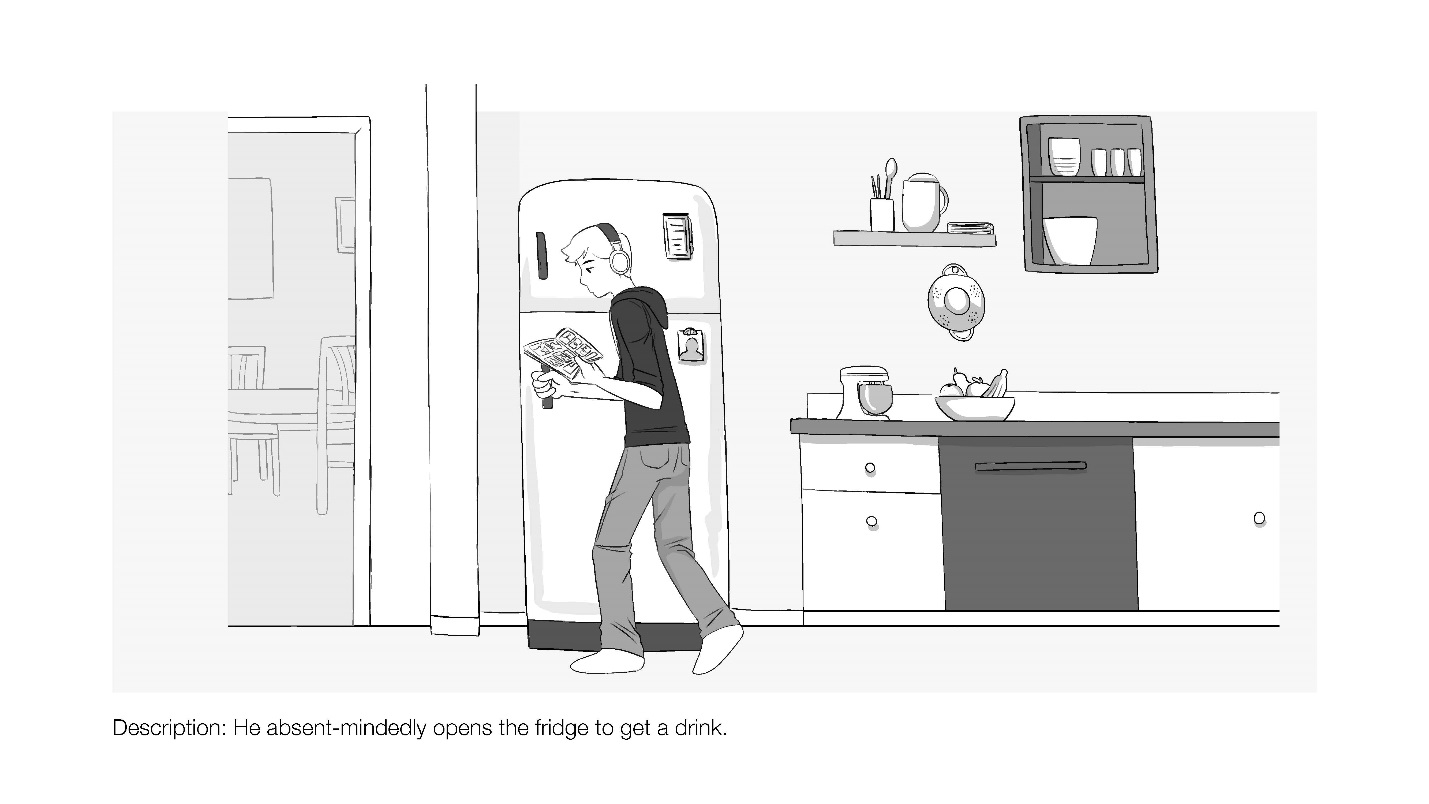 Description: He absent-mindedly opens the fridge to get a drink.